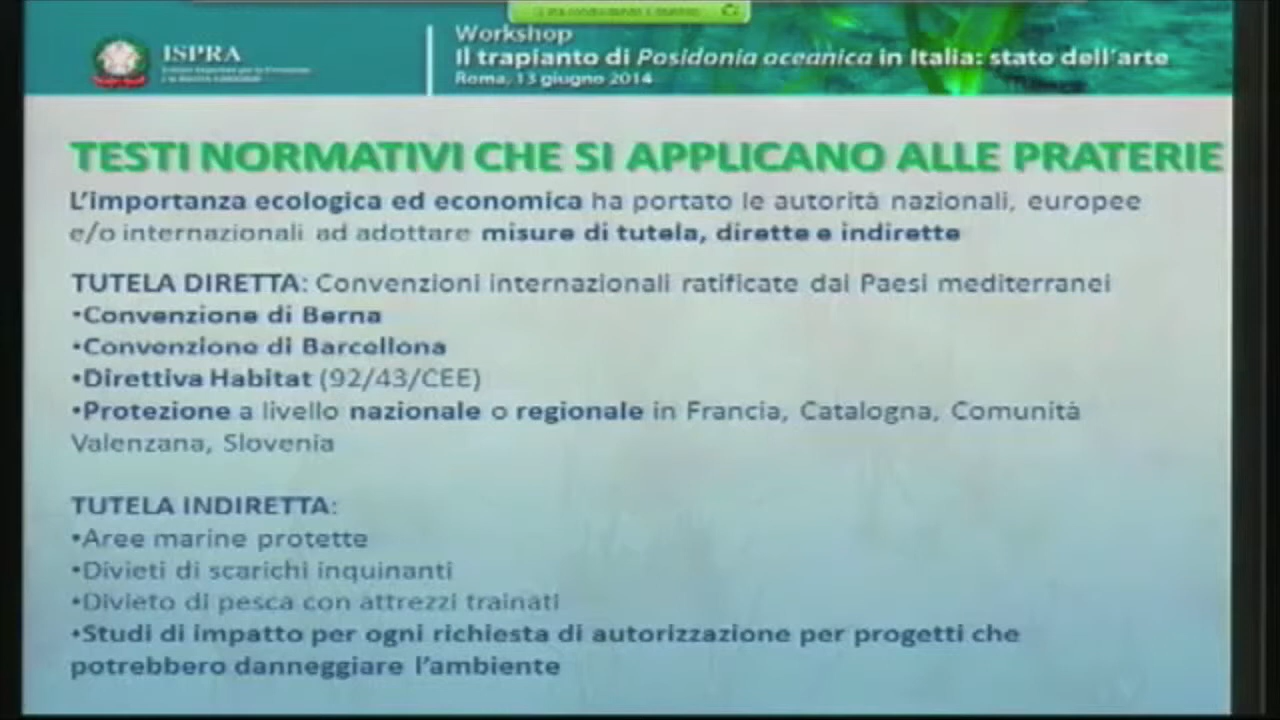 ISPRA
Workshop
Il trapianto di Posidonia oceanica in Italia: stato dell'arte
Roma, 13 giugno 2014
TESTI NORMATIVI CHE SI APPLICANO ALLE PRATERIE
L'importanza ecologica ed economica ha portato le autorità nazionali, europee
e/o internazionali ad adottare misure di tutela, dirette e indirette
TUTELA DIRETTA: Convenzioni internazionali ratificate dai Paesi mediterranei
•Convenzione di Berna
•Convenzione di Barcellona
•Direttiva Habitat (92/43/CEE)
•Protezione a livello nazionale o regionale in Francia, Catalogna, Comunità
Valenzana, Slovenia
TUTELA INDIRETTA:
•Aree marine protette
•Divieti di scarichi inquinanti
•Divieto di pesca con attrezzi trainati
•Studi di impatto per ogni richiesta di autorizzazione per progetti che
potrebbero danneggiare l'ambiente